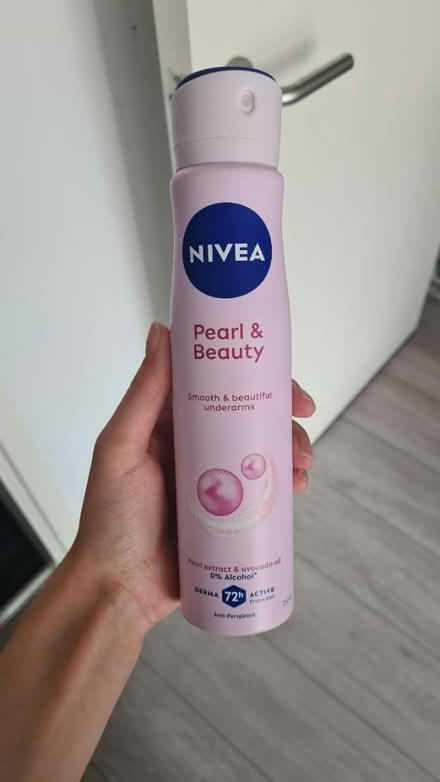 NIVEA
Pearl &
Beauty
Smooth & beautiful
underarms
Pearl extract & avocado oil
0% Alcohol*
DERMA 72h ACTIVE
Protection
Anti-Perspirant